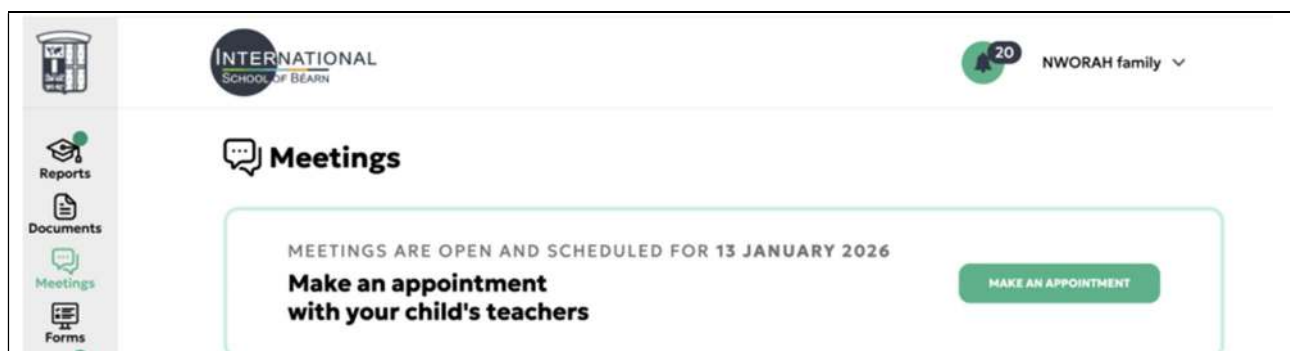 INTERNATIONAL
SCHOOL OF BÉARN
20
NWORAH family
Reports
Documents
Meetings
Forms
Meetings
MEETINGS ARE OPEN AND SCHEDULED FOR 13 JANUARY 2026
Make an appointment
with your child's teachers
MAKE AN APPOINTMENT